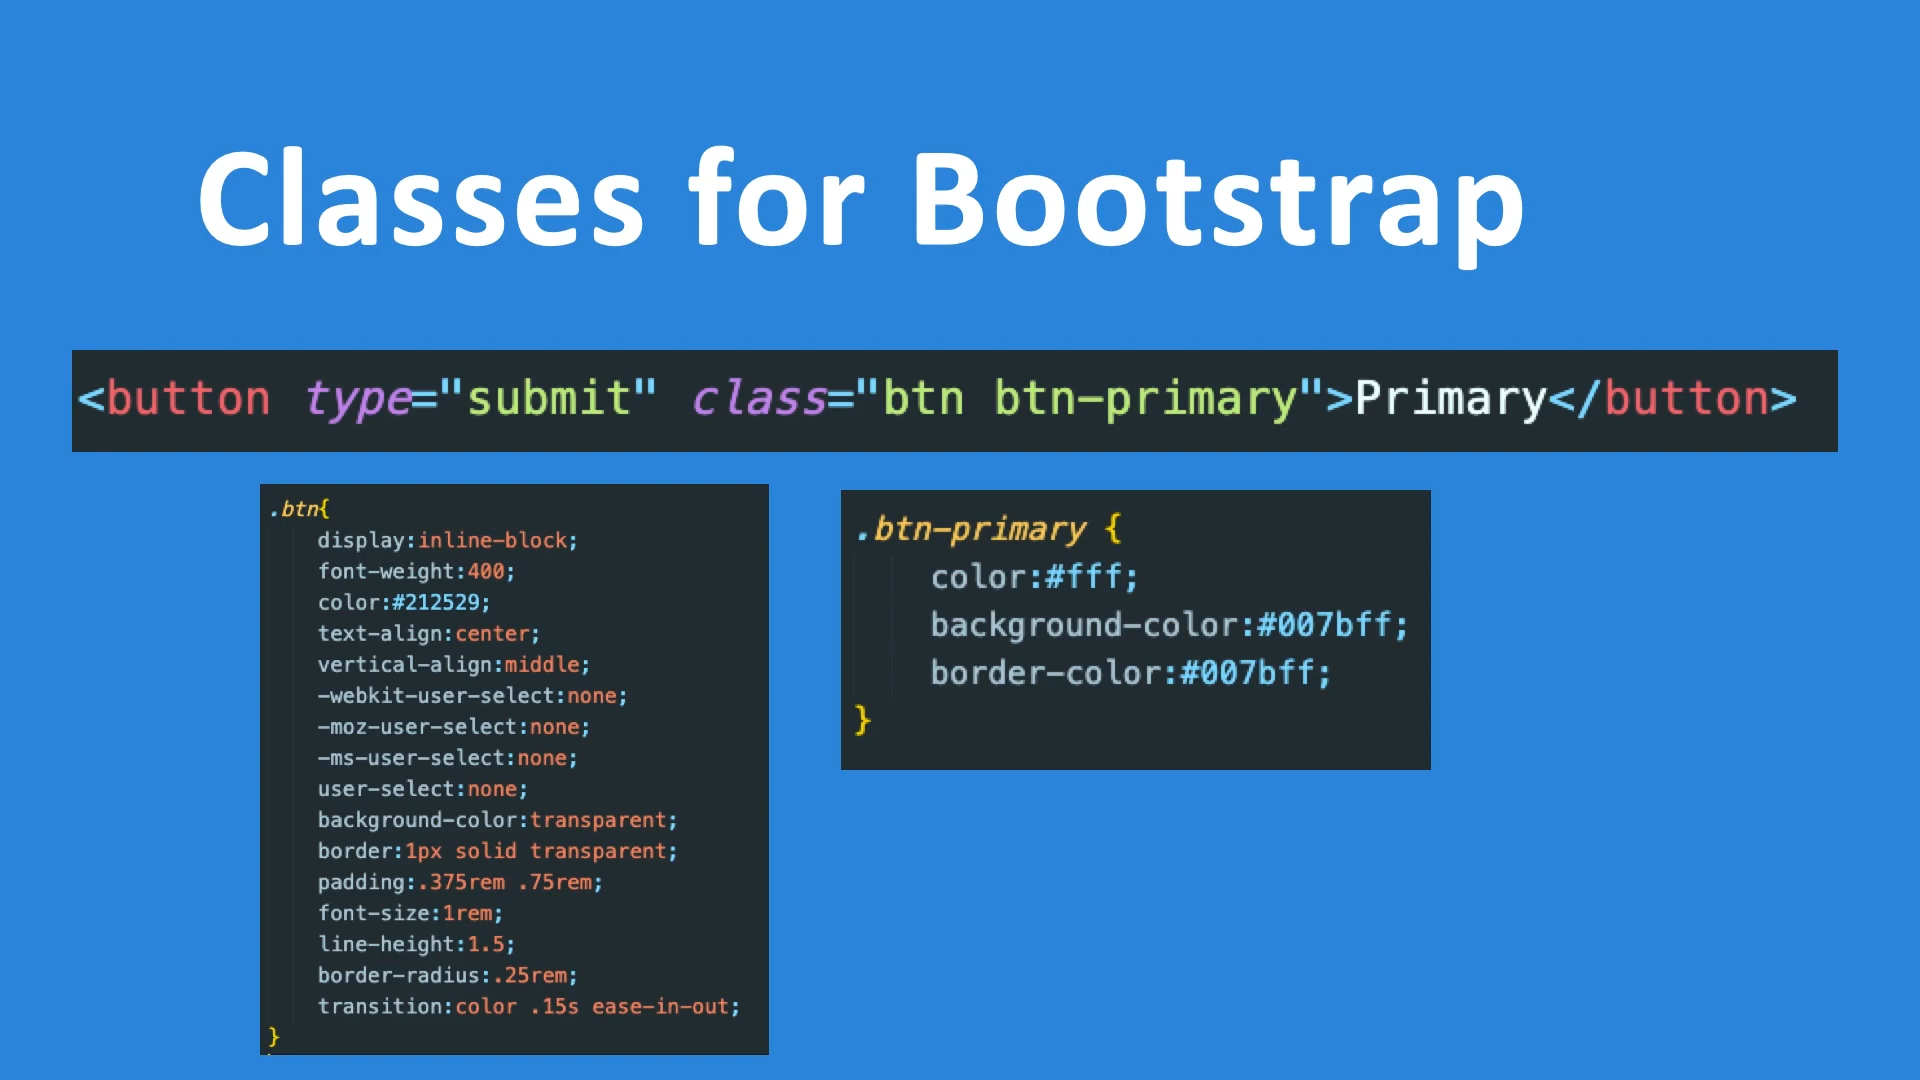 Classes for Bootstrap
<button type="submit" class="btn btn-primary">Primary</button>
.btn{
display:inline-block;
font-weight:400;
color:#212529;
text-align:center;
vertical-align:middle;
-webkit-user-select:none;
-moz-user-select:none;
-ms-user-select:none;
user-select:none;
background-color:transparent;
border:1px solid transparent;
padding:.375rem .75rem;
font-size:1rem;
line-height:1.5;
border-radius:.25rem;
transition:color .15s ease-in-out;
}
.btn-primary {
color:#fff;
background-color:#007bff;
border-color:#007bff;
}